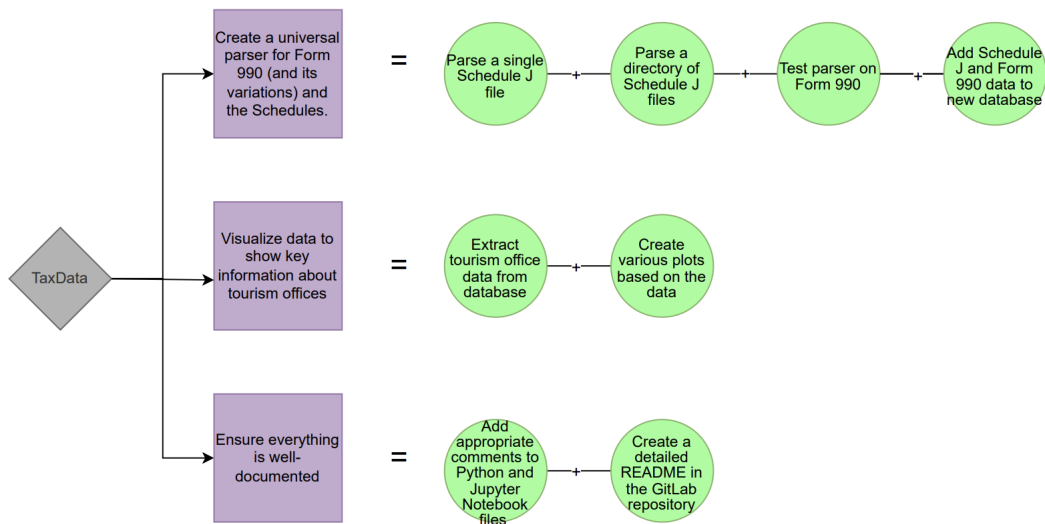 Create a universal
parser for Form
990 (and its
variations) and
the Schedules.
=
Parse a single
Schedule J
file
+
Parse a
directory of
Schedule J
files
+
Test parser on
Form 990
+
Add Schedule
J and Form
990 data to
new database
TaxData
Visualize data to
show key
information about
tourism offices
=
Extract
tourism office
data from
database
+
Create
various plots
based on the
data
Ensure everything
is well-
documented
=
Add
appropriate
comments to
Python and
Jupyter
Notebook
files
+
Create a
detailed
README in
the GitLab
repository